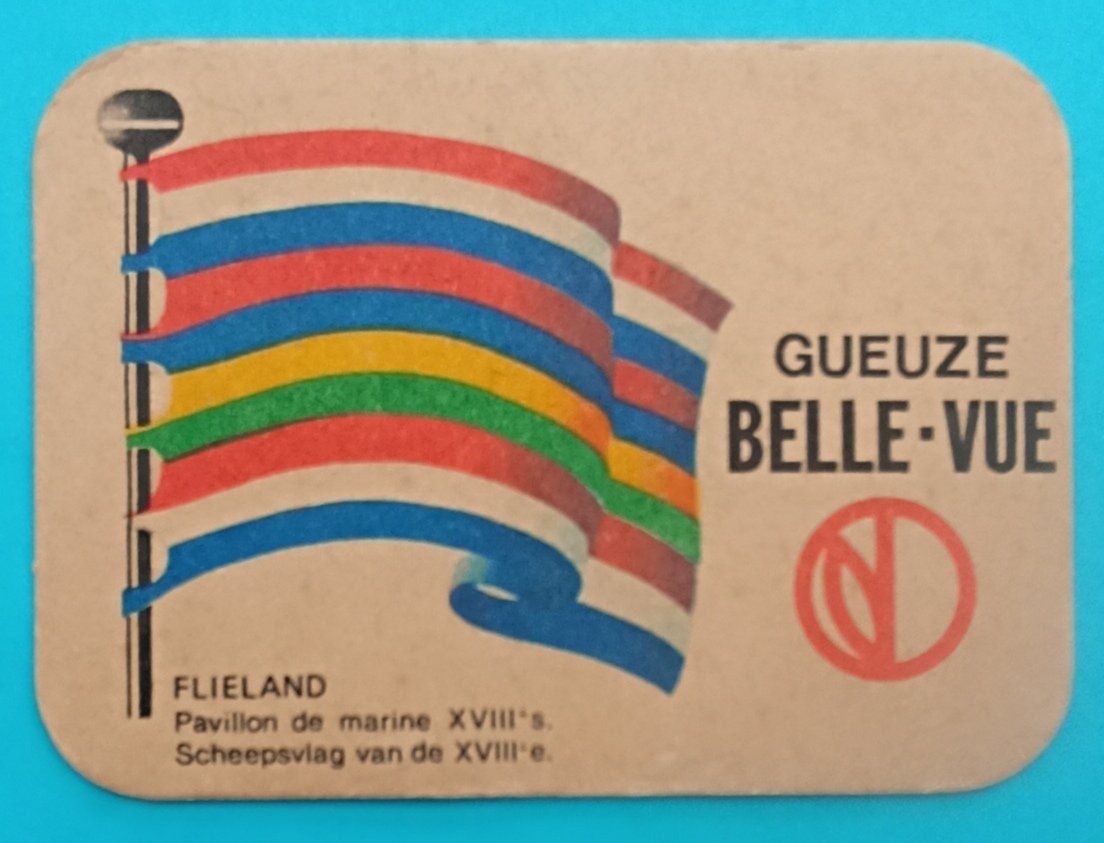 GUEUZE
BELLE·VUE
FLIELAND
Pavillon de marine XVIII°s.
Scheepsvlag van de XVIII°e.